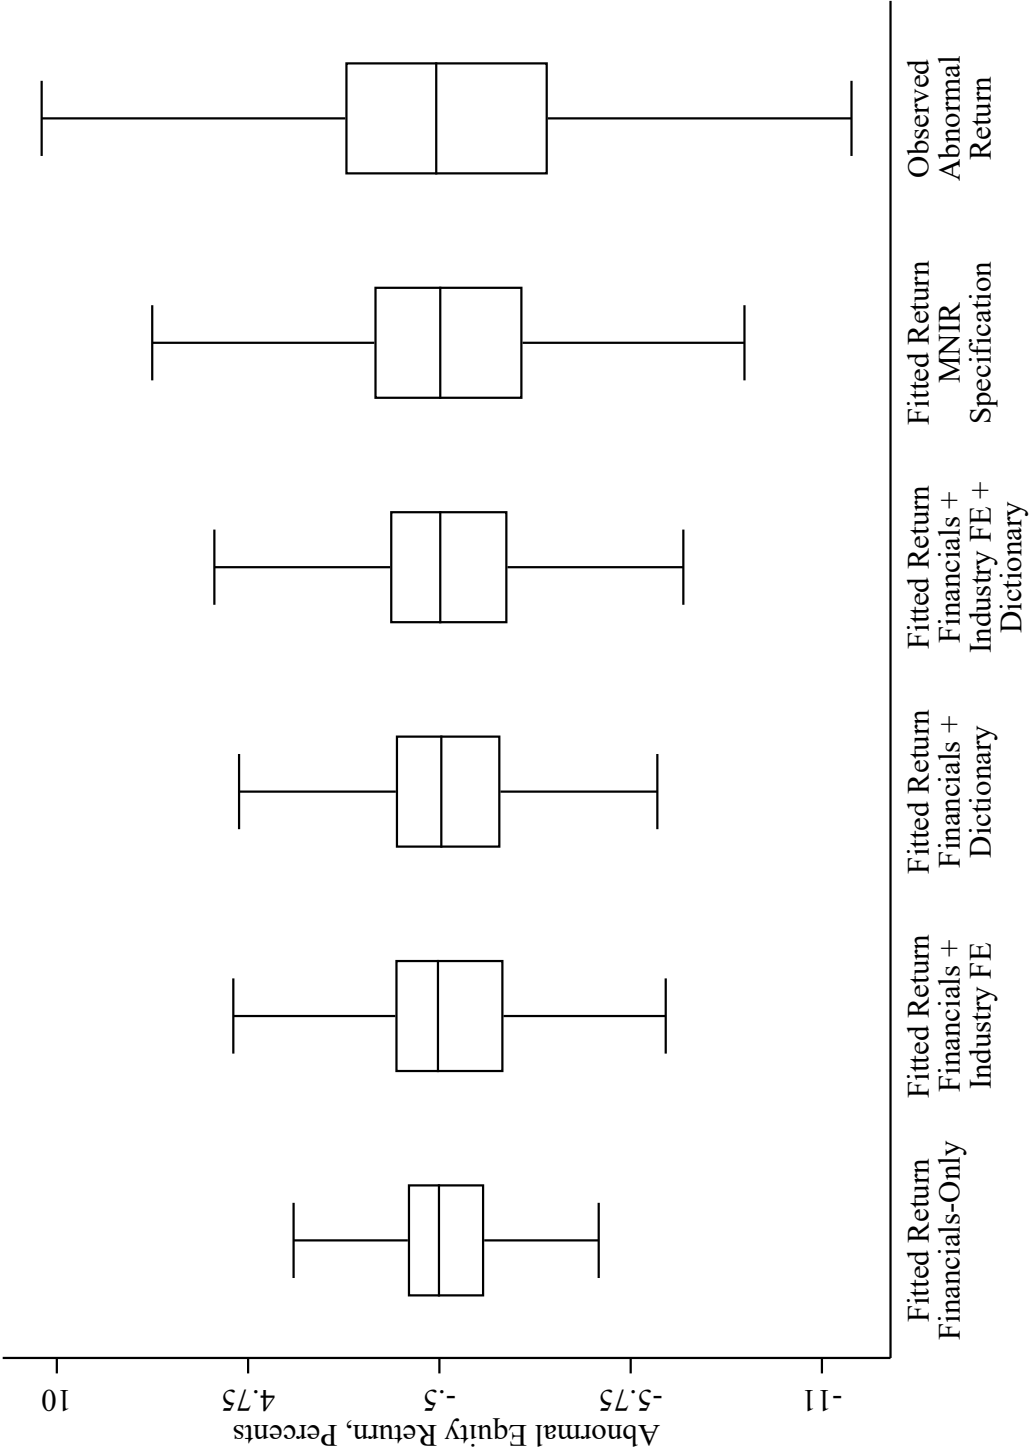 Abnormal Equity Return, Percents
10
4.75
-.5
-5.75
-11
Fitted Return
Financials-Only
Fitted Return
Financials +
Industry FE
Fitted Return
Financials +
Dictionary
Fitted Return
Financials +
Industry FE +
Dictionary
Fitted Return
MNIR
Specification
Observed
Abnormal
Return